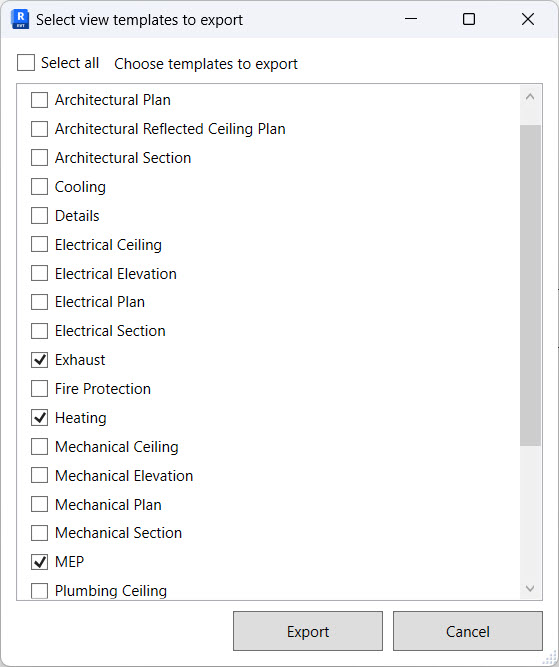 R
RVT
Select view templates to export
Select all Choose templates to export
Architectural Plan
Architectural Reflected Ceiling Plan
Architectural Section
Cooling
Details
Electrical Ceiling
Electrical Elevation
Electrical Plan
Electrical Section
Exhaust
Fire Protection
Heating
Mechanical Ceiling
Mechanical Elevation
Mechanical Plan
Mechanical Section
MEP
Plumbing Ceiling
Export Cancel